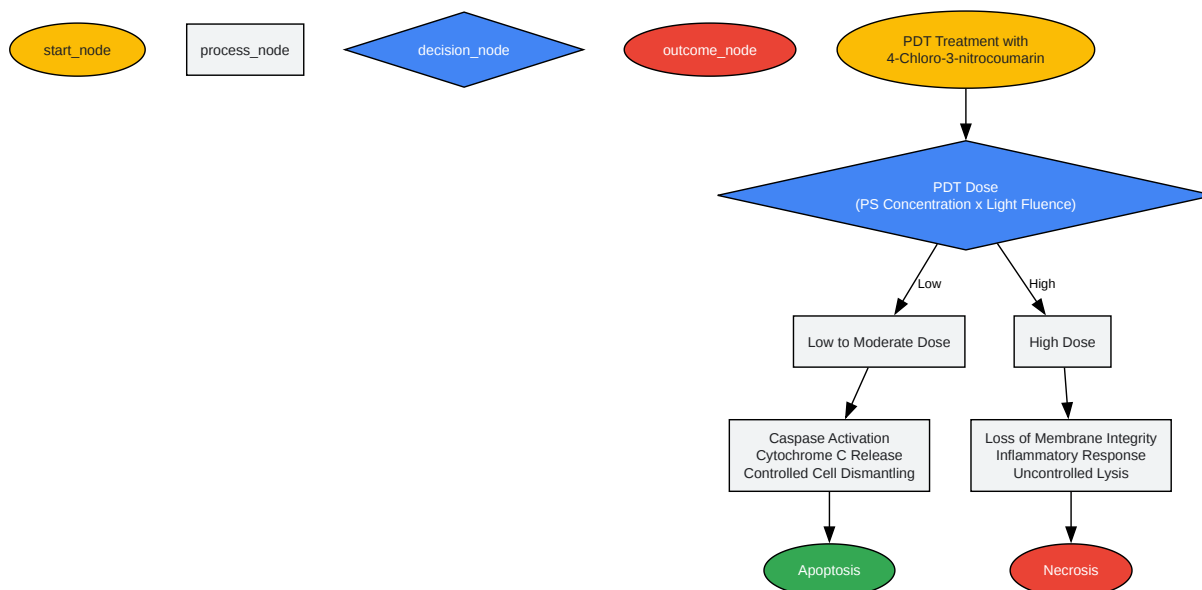 start_node
process_node
decision_node
outcome_node
PDT Treatment with
4-Chloro-3-nitrocoumarin
PDT Dose
(PS Concentration x Light Fluence)
Low
High
Low to Moderate Dose
High Dose
Caspase Activation
Cytochrome C Release
Controlled Cell Dismantling
Loss of Membrane Integrity
Inflammatory Response
Uncontrolled Lysis
Apoptosis
Necrosis